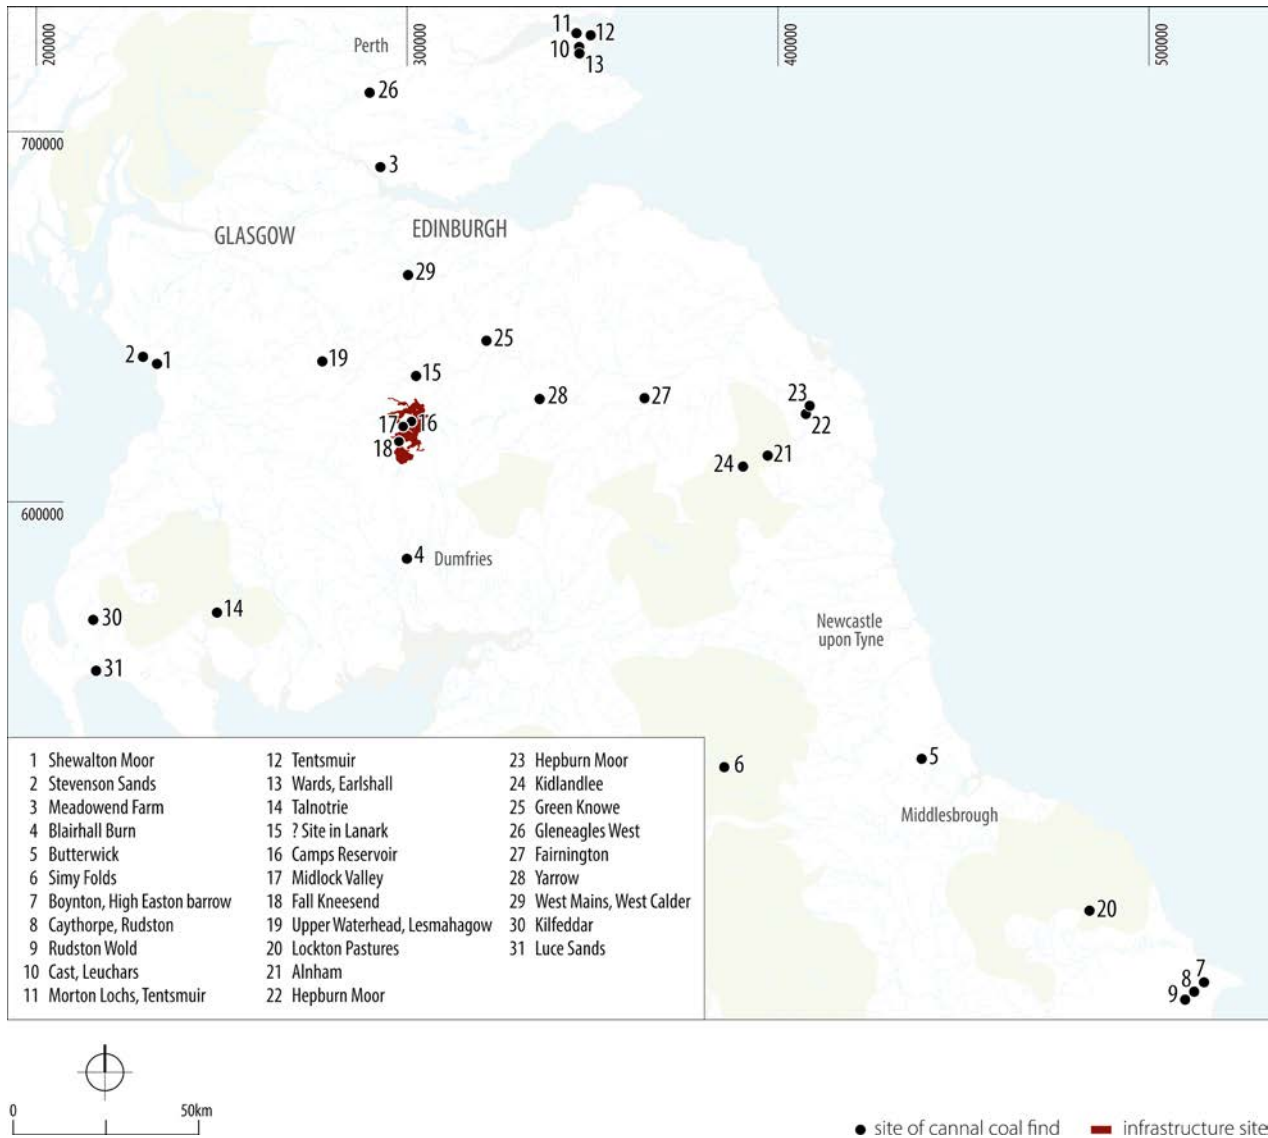 200000
300000
400000
500000
11
12
10
13
Perth
26
700000
3
GLASGOW
EDINBURGH
29
25
2
1
19
15
28
27
23
22
17
16
18
21
24
600000
4
Dumfries
14
30
31
Newcastle
upon Tyne
5
6
Middlesbrough
20
7
8
9
1 Shewalton Moor
2 Stevenson Sands
3 Meadowend Farm
4 Blairhall Burn
5 Butterwick
6 Simy Folds
7 Boynton, High Easton barrow
8 Caythorpe, Rudston
9 Rudston Wold
10 Cast, Leuchars
11 Morton Lochs, Tentsmuir
12 Tentsmuir
13 Wards, Earlshall
14 Talnotrie
15 ? Site in Lanark
16 Camps Reservoir
17 Midlock Valley
18 Fall Kneesend
19 Upper Waterhead, Lesmahagow
20 Lockton Pastures
21 Alnham
22 Hepburn Moor
23 Hepburn Moor
24 Kidlandlee
25 Green Knowe
26 Gleneagles West
27 Fairnington
28 Yarrow
29 West Mains, West Calder
30 Kilfeddar
31 Luce Sands
0 50km
site of cannal coal find
infrastructure site